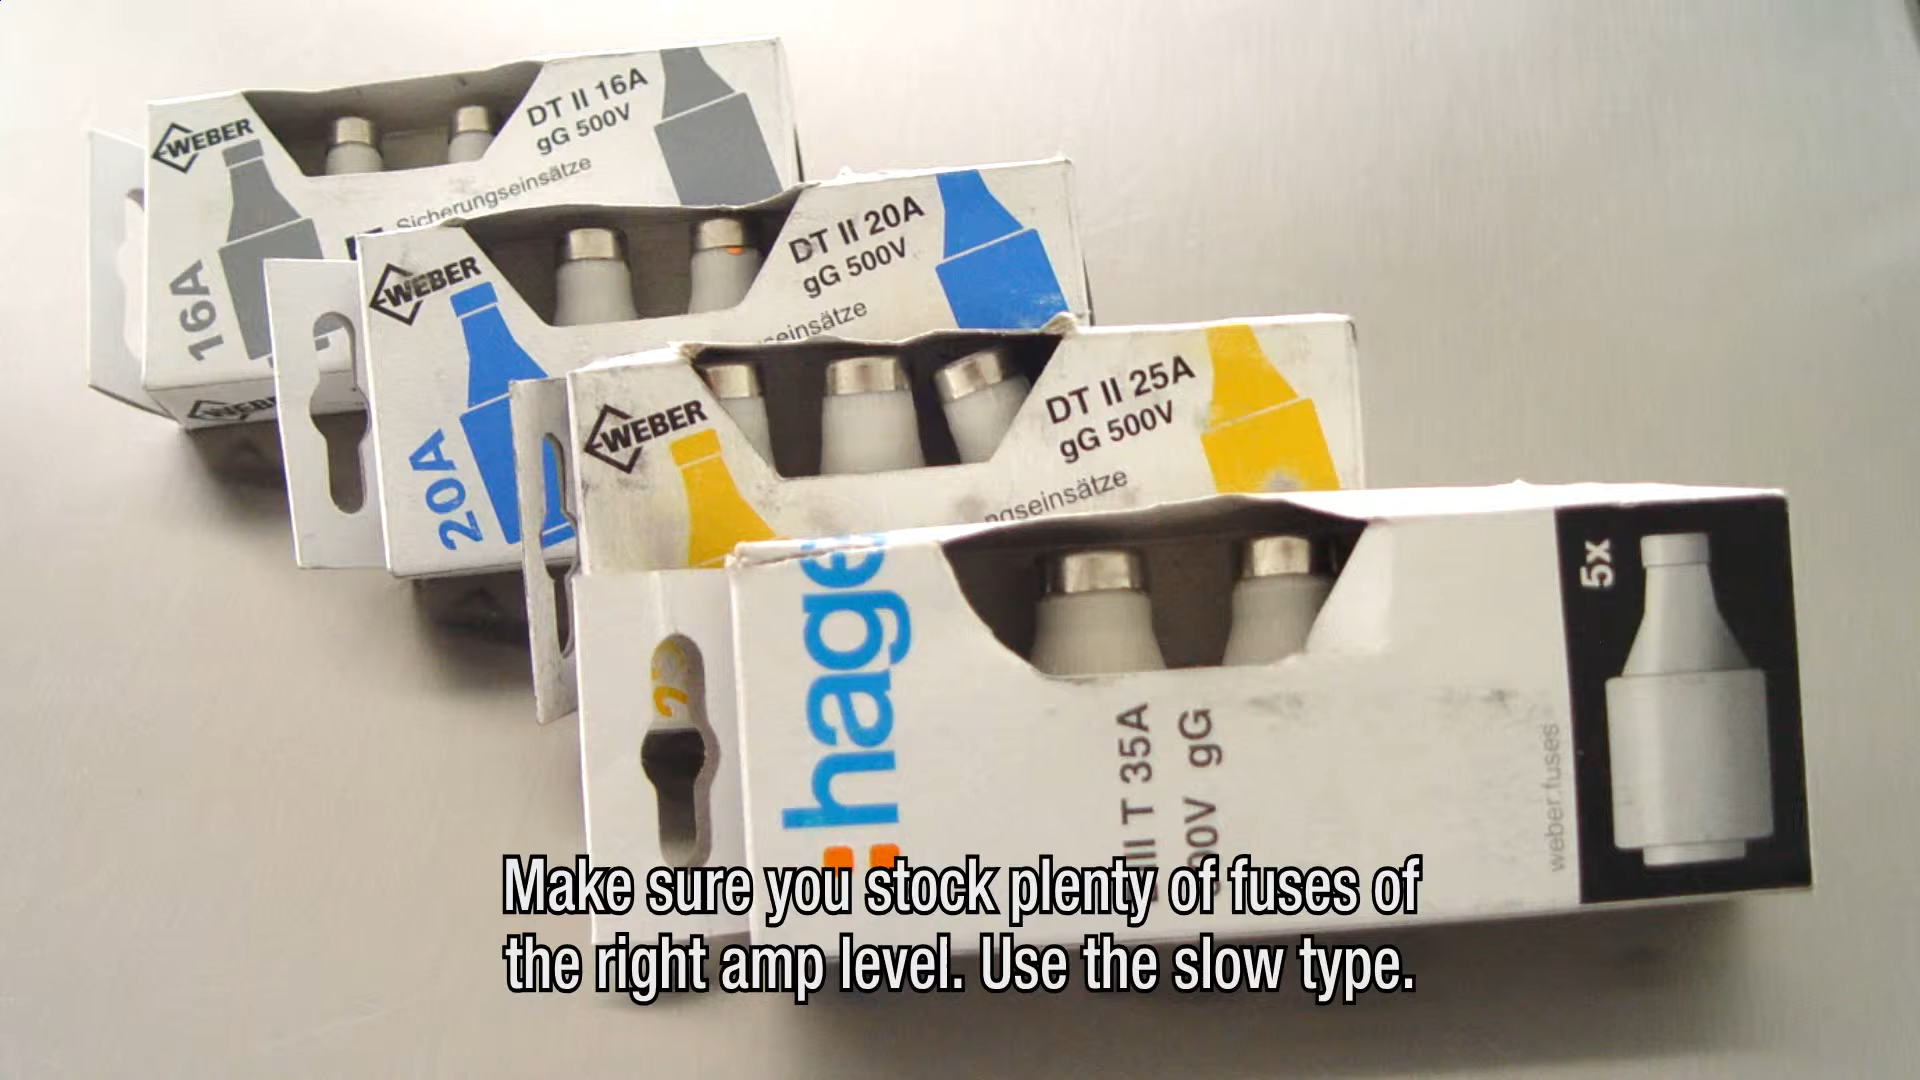 WEBER
DT II 16A
gG 500V
Sicherungseinsätze
16A
WEBER
DT II 20A
gG 500V
20A
WEBER
DT II 25A
gG 500V
:hage
5x
T 35A
gG
weber.fuses
Make sure you stock plenty of fuses of
the right amp level. Use the slow type.